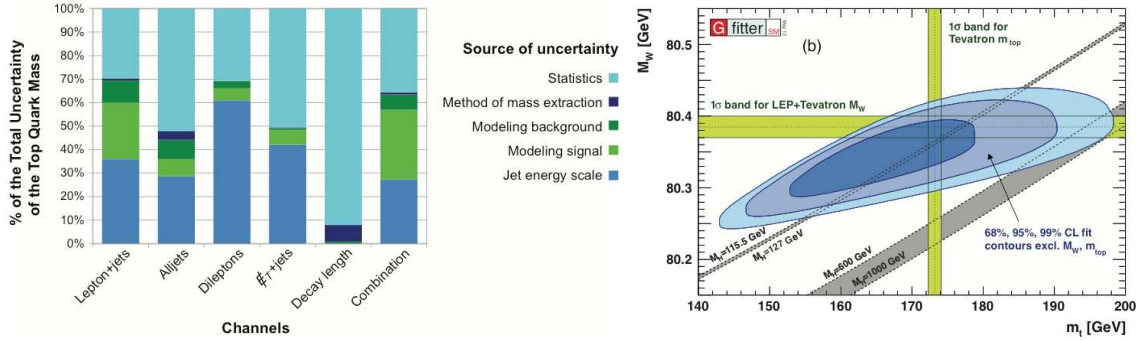 % of the Total Uncertainty
of the Top Quark Mass
100%
90%
80%
70%
60%
50%
40%
30%
20%
10%
0%
Lepton+jets
Alljets
Dileptons
E̸T+jets
Decay length
Combination
Channels
Source of uncertainty
Statistics
Method of mass extraction
Modeling background
Modeling signal
Jet energy scale
MW [GeV]
80.5
80.4
80.3
80.2
G fitter SM
(b)
1σ band for
Tevatron mtop
1σ band for LEP+Tevatron MW
MH=115.5 GeV
MH=127 GeV
MH=600 GeV
MH=1000 GeV
68%, 95%, 99% CL fit
contours excl. MW, mtop
140 150 160 170 180 190 200
mt [GeV]